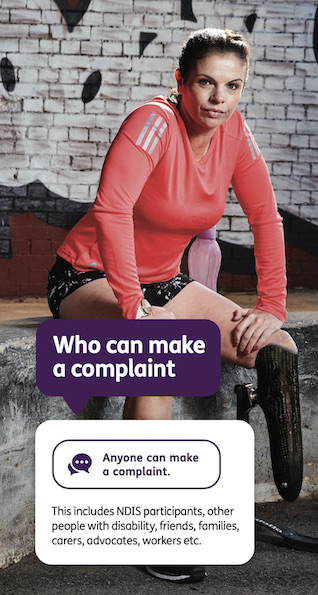 Who can make
a complaint
Anyone can make
a complaint.
This includes NDIS participants, other
people with disability, friends, families,
carers, advocates, workers etc.